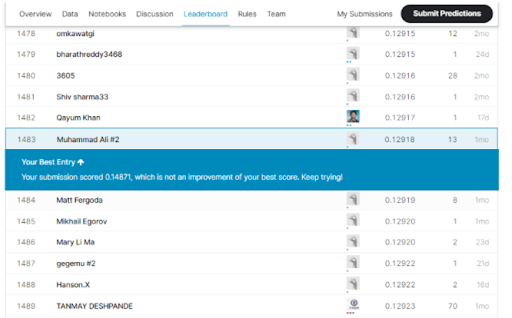 Overview Data Notebooks Discussion Leaderboard Rules Team My Submissions Submit Predictions
1478 omkawatgi 0.12915 12 2mo
1479 bharathreddy3468 0.12915 1 24d
1480 3605 0.12916 28 2mo
1481 Shiv sharma33 0.12916 1 2mo
1482 Qayum Khan 0.12917 1 17d
1483 Muhammad Ali #2 0.12918 13 1mo
Your Best Entry ↑
Your submission scored 0.14871, which is not an improvement of your best score. Keep trying!
1484 Matt Fergoda 0.12919 8 1mo
1485 Mikhail Egorov 0.12920 1 1mo
1486 Mary Li Ma 0.12920 2 23d
1487 gegemu #2 0.12922 1 21d
1488 Hanson.X 0.12922 2 16d
1489 TANMAY DESHPANDE 0.12923 70 1mo